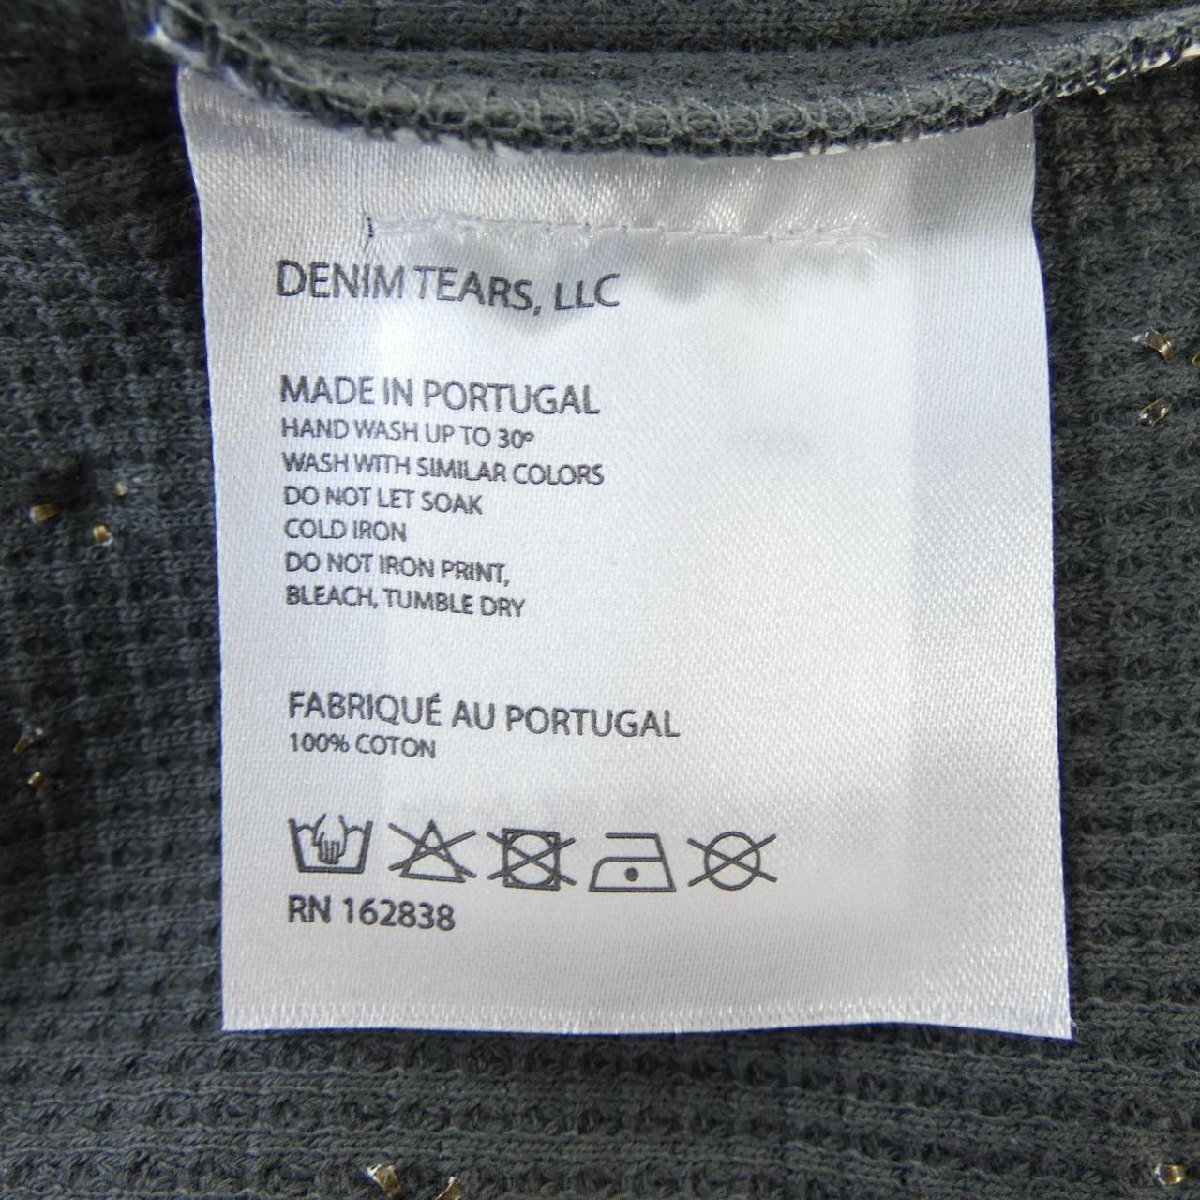 DENIM TEARS, LLC
MADE IN PORTUGAL
HAND WASH UP TO 30º
WASH WITH SIMILAR COLORS
DO NOT LET SOAK
COLD IRON
DO NOT IRON PRINT,
BLEACH, TUMBLE DRY
FABRIQUÉ AU PORTUGAL
100% COTON
RN 162838